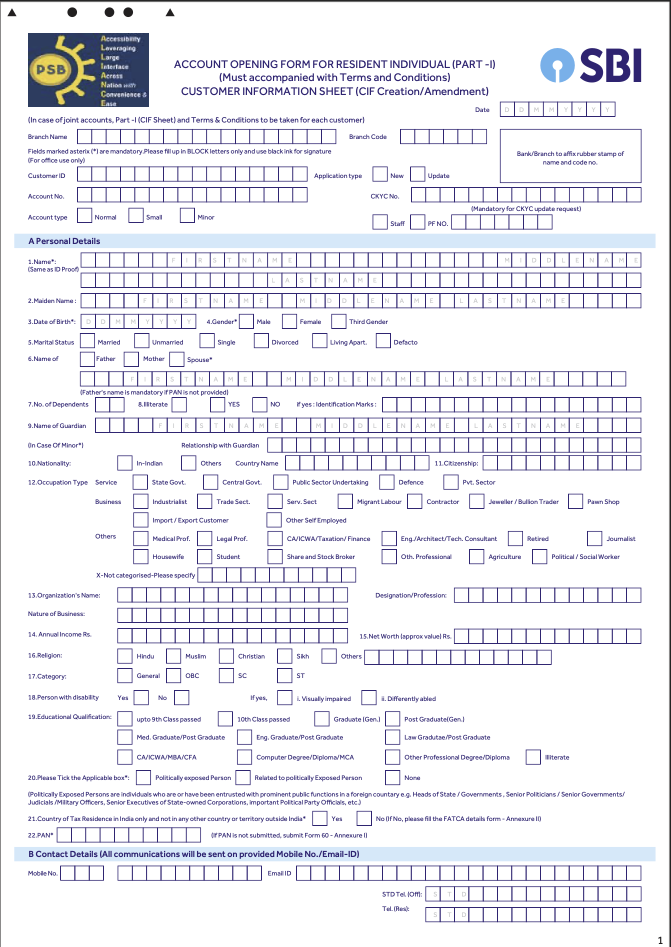 Accessibility
Leveraging
Large
Interface
Across
Nation with
Convenience &
Ease
PSB
ACCOUNT OPENING FORM FOR RESIDENT INDIVIDUAL (PART -I)
(Must accompanied with Terms and Conditions)
CUSTOMER INFORMATION SHEET (CIF Creation/Amendment)
SBI
Date D D M M Y Y Y Y
(In case of joint accounts, Part -I (CIF Sheet) and Terms & Conditions to be taken for each customer)
Branch Name Branch Code
Bank/Branch to affix rubber stamp of
name and code no.
Fields marked asterix (*) are mandatory.Please fill up in BLOCK letters only and use black ink for signature
(For office use only)
Customer ID Application type New Update
Account No. CKYC No.
(Mandatory for CKYC update request)
Account type Normal Small Minor Staff PF NO.
A Personal Details
1.Name*: F I R S T N A M E M I D D L E N A M E
(Same as ID Proof) L A S T N A M E
2.Maiden Name : F I R S T N A M E M I D D L E N A M E L A S T N A M E
3.Date of Birth*: D D M M Y Y Y Y 4.Gender* Male Female Third Gender
5.Marital Status Married Unmarried Single Divorced Living Apart. Defacto
6.Name of Father Mother Spouse*
F I R S T N A M E M I D D L E N A M E L A S T N A M E
(Father's name is mandatory if PAN is not provided)
7.No. of Dependents 8.Illiterate YES NO If yes : Identification Marks :
9.Name of Guardian F I R S T N A M E M I D D L E N A M E L A S T N A M E
(In Case Of Minor*) Relationship with Guardian
10.Nationality: In-Indian Others Country Name 11.Citizenship:
12.Occupation Type Service State Govt. Central Govt. Public Sector Undertaking Defence Pvt. Sector
Business Industrialist Trade Sect. Serv. Sect Migrant Labour Contractor Jeweller / Bullion Trader Pawn Shop
Import / Export Customer Other Self Employed
Others Medical Prof. Legal Prof. CA/ICWA/Taxation/ Finance Eng./Architect/Tech. Consultant Retired Journalist
Housewife Student Share and Stock Broker Oth. Professional Agriculture Political / Social Worker
X-Not categorised-Please specify
13.Organization's Name: Designation/Profession:
Nature of Business:
14. Annual Income Rs. 15.Net Worth (approx value) Rs.
16.Religion: Hindu Muslim Christian Sikh Others
17.Category: General OBC SC ST
18.Person with disability Yes No If yes, i. Visually impaired ii. Differently abled
19.Educational Qualification: upto 9th Class passed 10th Class passed Graduate (Gen.) Post Graduate(Gen.)
Med. Graduate/Post Graduate Eng. Graduate/Post Graduate Law Gradutae/Post Graduate
CA/ICWA/MBA/CFA Computer Degree/Diploma/MCA Other Professional Degree/Diploma Illiterate
20.Please Tick the Applicable box*: Politically exposed Person Related to politically Exposed Person None
(Politically Exposed Persons are individuals who are or have been entrusted with prominent public functions in a foreign countary e.g. Heads of State / Governments , Senior Politicians / Senior Governments/
Judicials /Military Officers, Senior Executives of State-owned Corporations, important Political Party Officials, etc.)
21.Country of Tax Residence in India only and not in any other country or territory outside India* Yes No (If No, please fill the FATCA details form - Annexure II)
22.PAN* (If PAN is not submitted, submit Form 60 - Annexure I)
B Contact Details (All communications will be sent on provided Mobile No./Email-ID)
Mobile No. Email ID
STD Tel. (Off): S T D
Tel. (Res): S T D
1